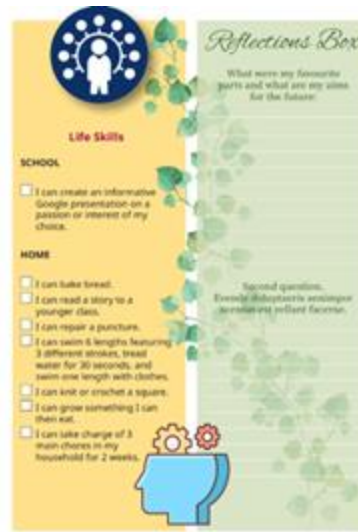 Life Skills
SCHOOL
I can create an informative
Google presentation on a
passion or interest of my
choice.
HOME
I can bake bread.
I can read a story to a
younger class.
I can repair a puncture.
I can swim 6 lengths featuring
3 different strokes, tread
water for 30 seconds, and
swim one length with clothes.
I can knit or crochet a square.
I can grow something I can
then eat.
I can take charge of 3
main chores in my
household for 2 weeks.
Reflections Box
What were my favourite
parts and what are my aims
for the future:
Second question.